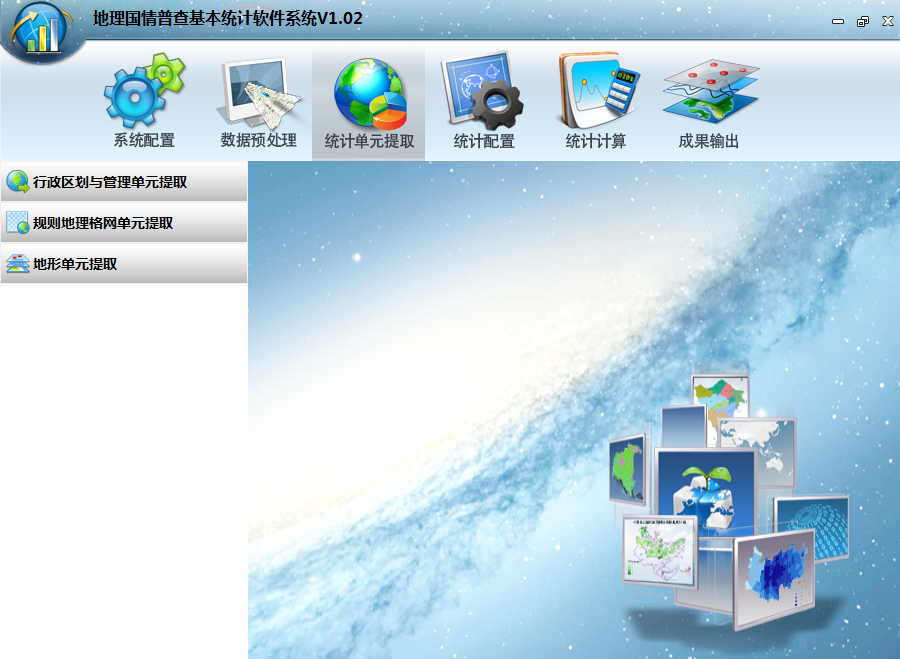 地理国情普查基本统计软件系统V1.02
系统配置
数据预处理
统计单元提取
统计配置
统计计算
成果输出
行政区划与管理单元提取
规则地理格网单元提取
地形单元提取